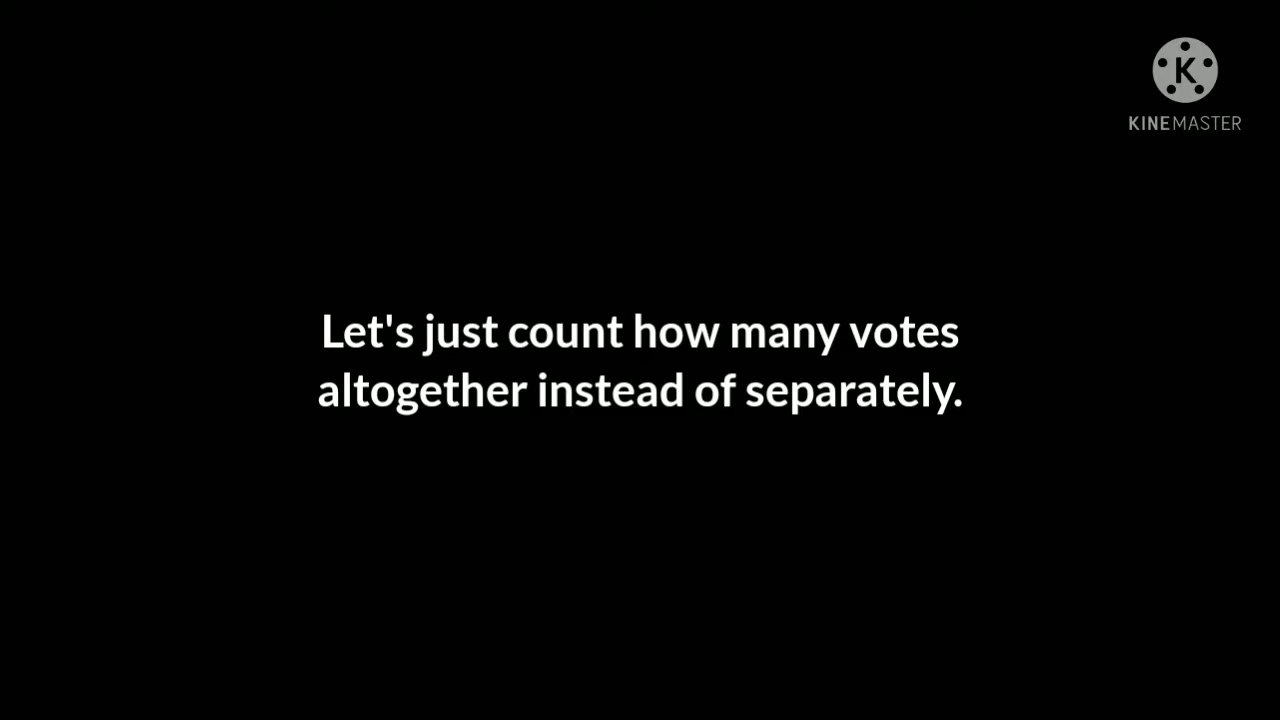 K
KINEMASTER
Let's just count how many votes
altogether instead of separately.